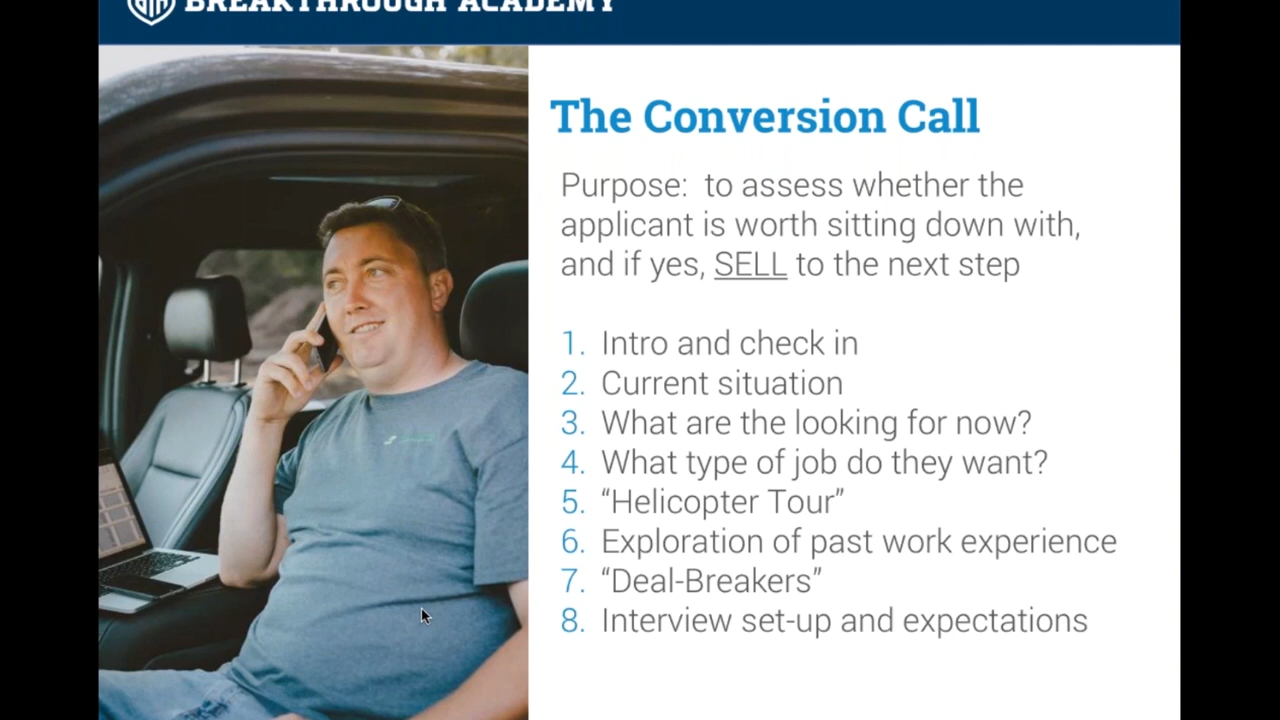 BREAKTHROUGH ACADEMY
The Conversion Call
Purpose: to assess whether the
applicant is worth sitting down with,
and if yes, SELL to the next step
1. Intro and check in
2. Current situation
3. What are the looking for now?
4. What type of job do they want?
5. “Helicopter Tour”
6. Exploration of past work experience
7. “Deal-Breakers”
8. Interview set-up and expectations